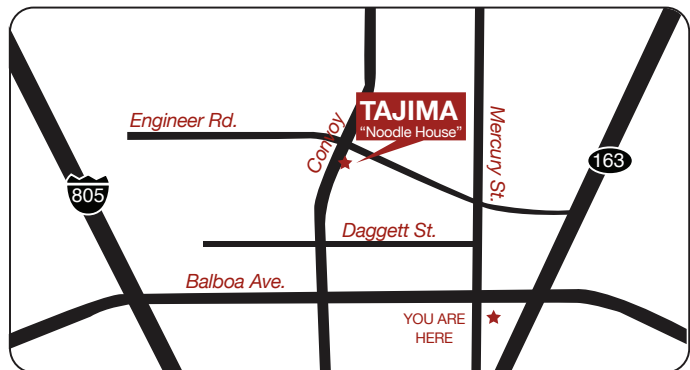 TAJIMA
“Noodle House”
Engineer Rd.
Convoy
Mercury St.
163
805
Daggett St.
Balboa Ave.
YOU ARE
HERE